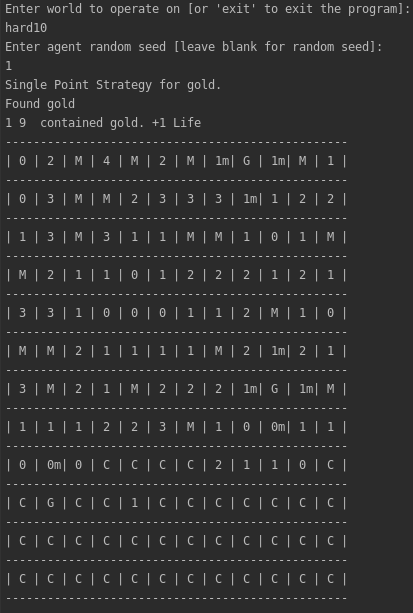 Enter world to operate on [or 'exit' to exit the program]:
hard10
Enter agent random seed [leave blank for random seed]:
1
Single Point Strategy for gold.
Found gold
1 9  contained gold. +1 Life
-------------------------------------------------
| 0 | 2 | M | 4 | M | 2 | M | 1m| G | 1m| M | 1 |
-------------------------------------------------
| 0 | 3 | M | M | 2 | 3 | 3 | 3 | 1m| 1 | 2 | 2 |
-------------------------------------------------
| 1 | 3 | M | 3 | 1 | 1 | M | M | 1 | 0 | 1 | M |
-------------------------------------------------
| M | 2 | 1 | 1 | 0 | 1 | 2 | 2 | 2 | 1 | 2 | 1 |
-------------------------------------------------
| 3 | 3 | 1 | 0 | 0 | 0 | 1 | 1 | 2 | M | 1 | 0 |
-------------------------------------------------
| M | M | 2 | 1 | 1 | 1 | 1 | M | 2 | 1m| 2 | 1 |
-------------------------------------------------
| 3 | M | 2 | 1 | M | 2 | 2 | 2 | 1m| G | 1m| M |
-------------------------------------------------
| 1 | 1 | 1 | 2 | 2 | 3 | M | 1 | 0 | 0m| 1 | 1 |
-------------------------------------------------
| 0 | 0m| 0 | C | C | C | C | 2 | 1 | 1 | 0 | C |
-------------------------------------------------
| C | G | C | C | 1 | C | C | C | C | C | C | C |
-------------------------------------------------
| C | C | C | C | C | C | C | C | C | C | C | C |
-------------------------------------------------
| C | C | C | C | C | C | C | C | C | C | C | C |
-------------------------------------------------